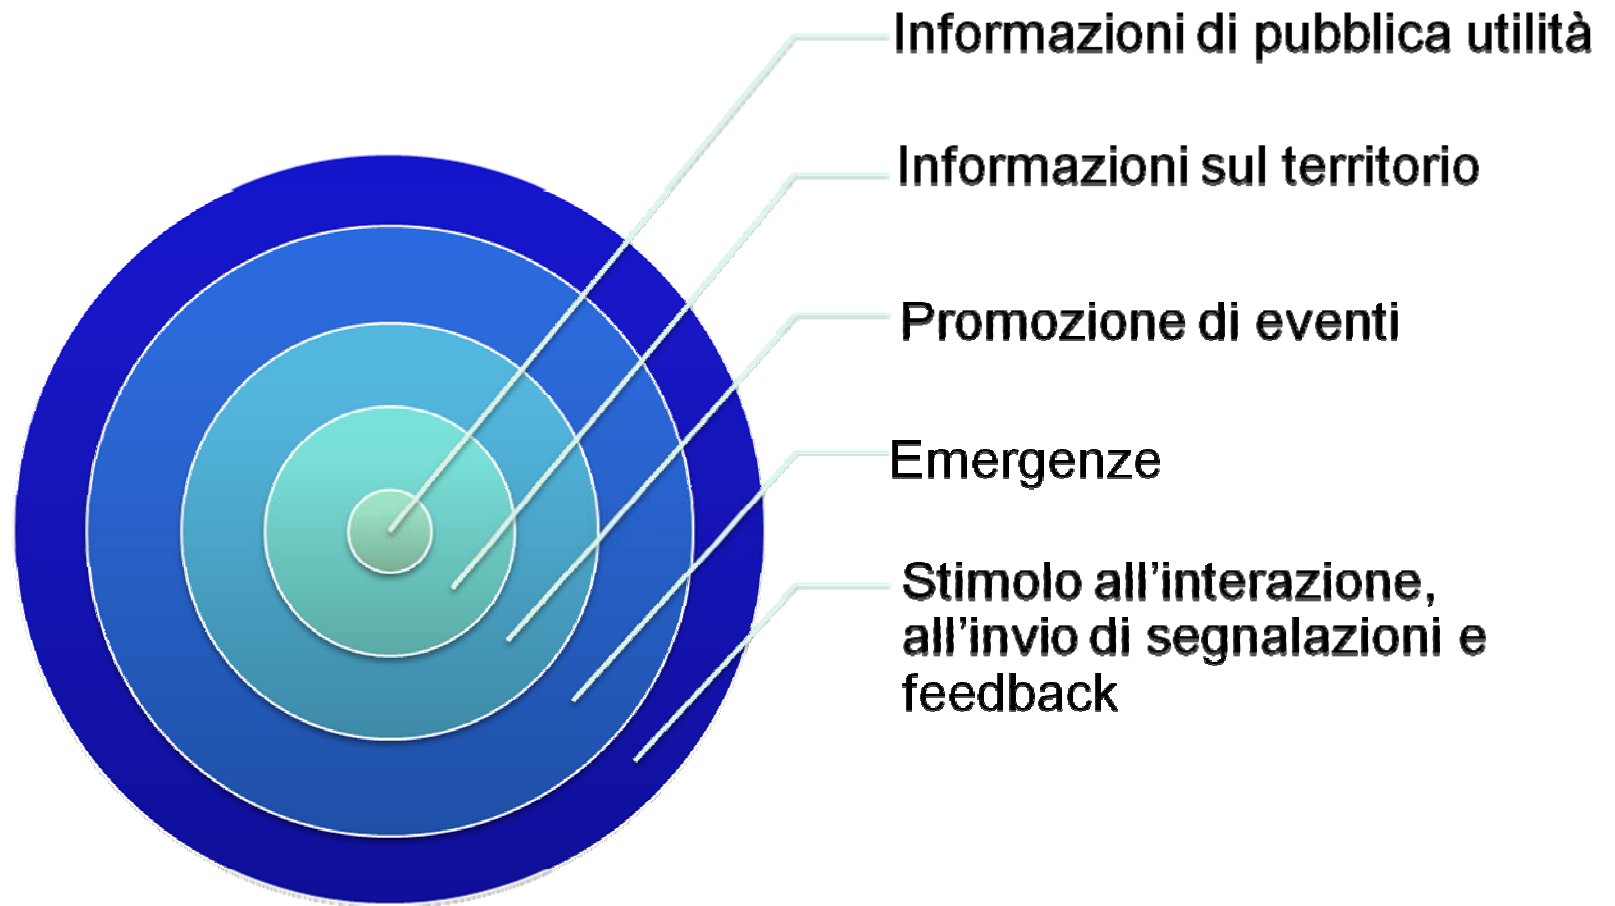 Informazioni di pubblica utilità
Informazioni sul territorio
Promozione di eventi
Emergenze
Stimolo all’interazione,
all’invio di segnalazioni e
feedback